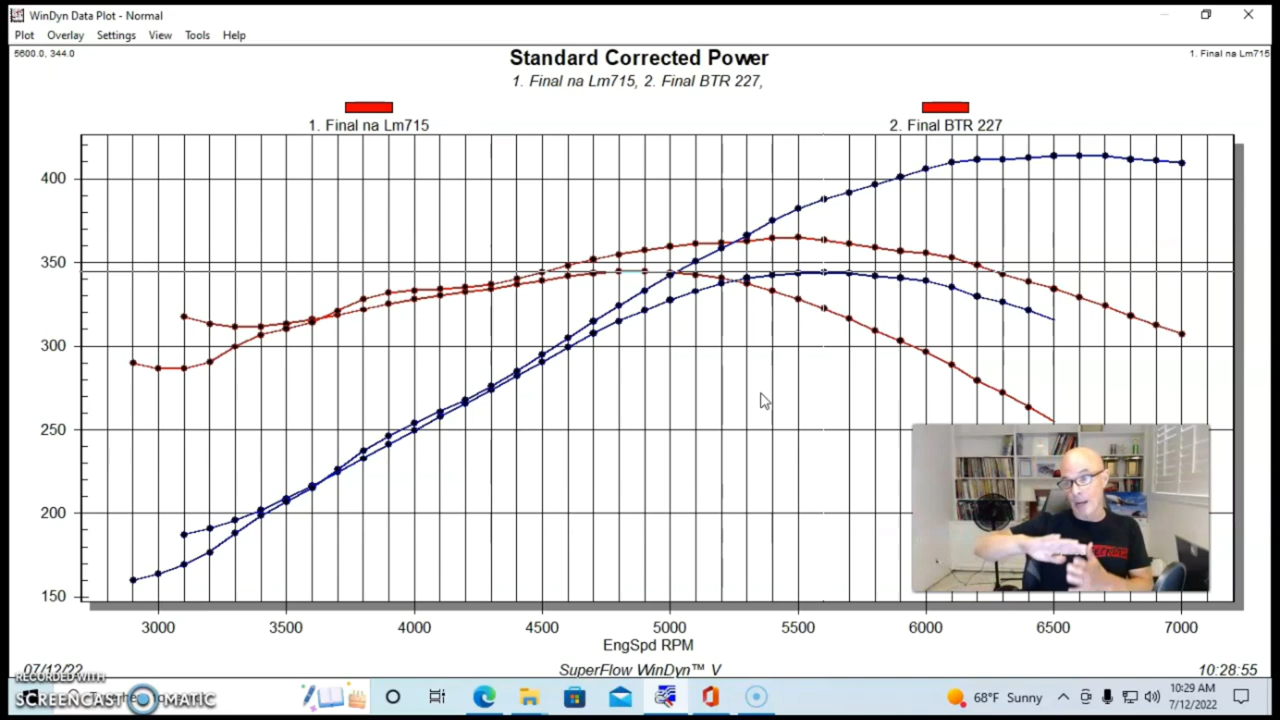 WinDyn Data Plot - Normal
Plot Overlay Settings View Tools Help
5600.0, 344.0
1. Final na Lm715
Standard Corrected Power
1. Final na Lm715, 2. Final BTR 227,
1. Final na Lm715
2. Final BTR 227
400
350
300
250
200
150
3000 3500 4000 4500 5000 5500 6000 6500 7000
EngSpd RPM
07/12/22
SuperFlow WinDyn™ V
10:28:55
RECORDED WITH
SCREENCAST MATIC
68°F Sunny
10:29 AM
7/12/2022